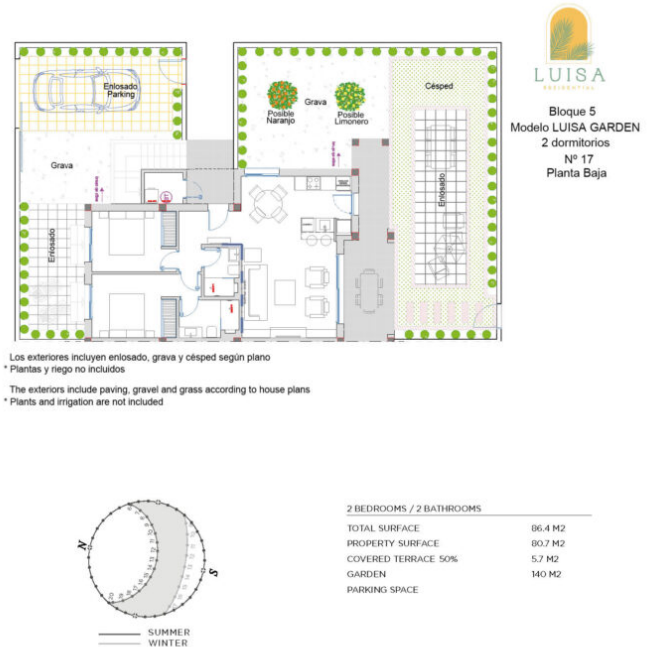 LUISA
RESIDENTIAL
Bloque 5
Modelo LUISA GARDEN
2 dormitorios
Nº 17
Planta Baja
Enlosado
Parking
Grava
Posible
Naranjo
Posible
Limonero
Césped
Grava
Enlosado
Enlosado
Los exteriores incluyen enlosado, grava y césped según plano
* Plantas y riego no incluidos
The exteriors include paving, gravel and grass according to house plans
* Plants and irrigation are not included
N
S
SUMMER
WINTER
2 BEDROOMS / 2 BATHROOMS
TOTAL SURFACE 86.4 M2
PROPERTY SURFACE 80.7 M2
COVERED TERRACE 50% 5.7 M2
GARDEN 140 M2
PARKING SPACE